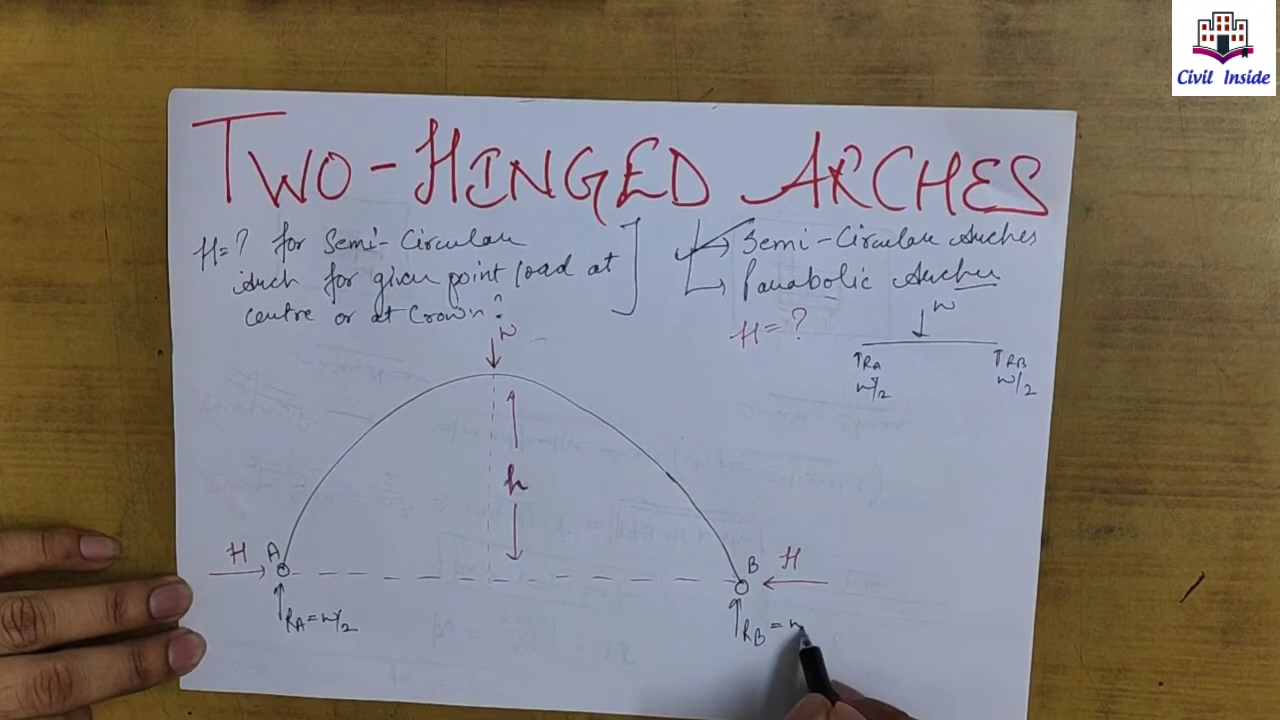 Civil Inside
TWO-HINGED ARCHES
H=? for Semi-Circular
Arch for given point load at
centre or at Crown?
Semi-Circular Arches
Parabolic Arches
H=?
W
RA
W/2
RB
W/2
W
h
H
A
RA=W/2
B
H
RB=W